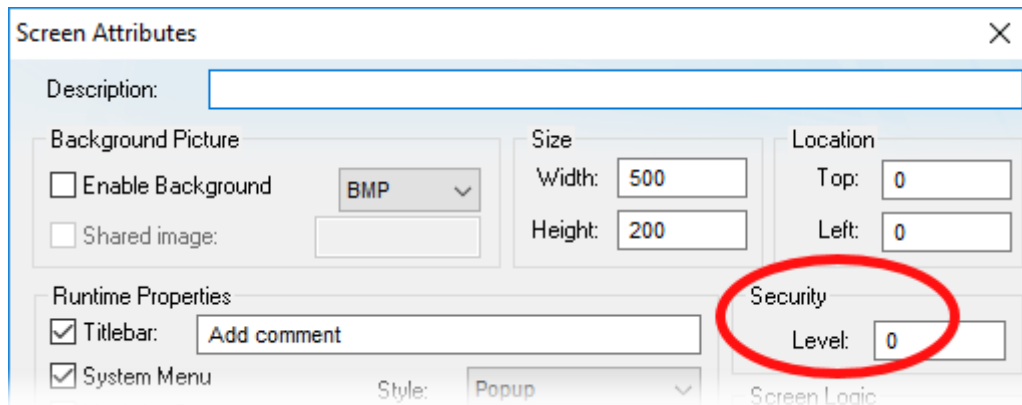 Screen Attributes
Description:
Background Picture
Enable Background BMP
Shared image:
Size
Width: 500
Height: 200
Location
Top: 0
Left: 0
Runtime Properties
Titlebar: Add comment
System Menu
Style: Popup
Security
Level: 0
Screen Logic